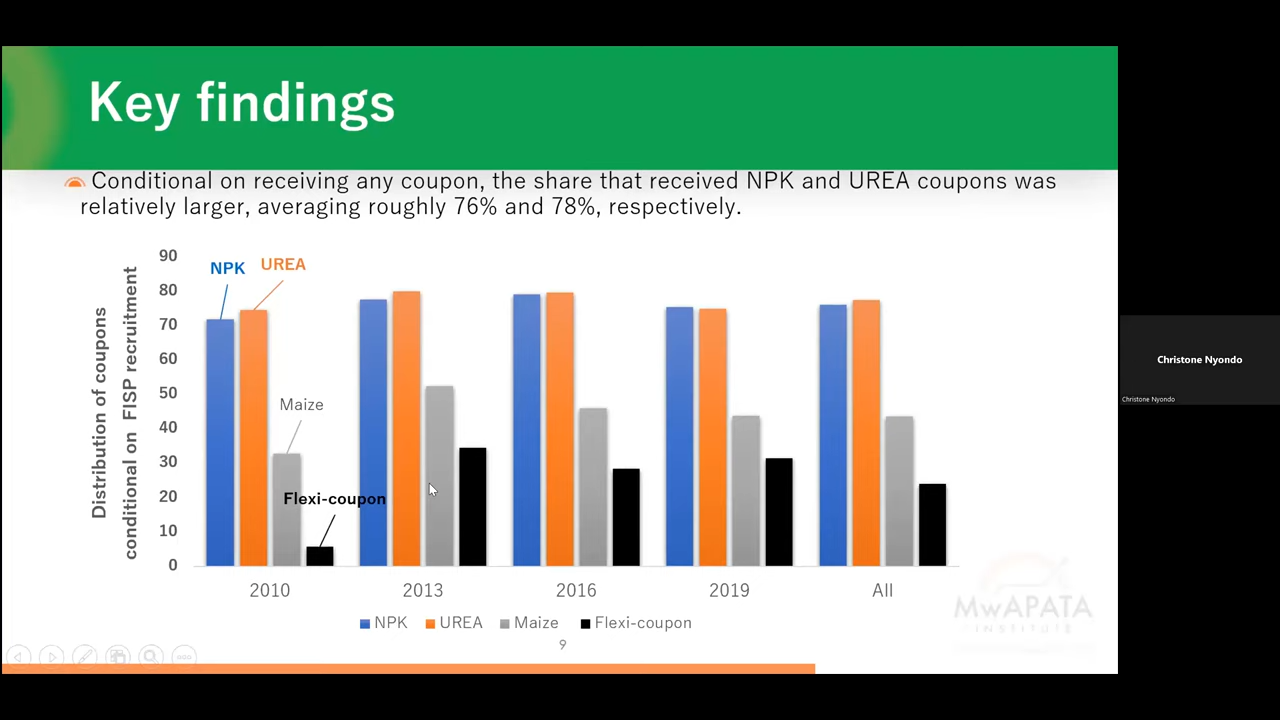 Key findings
Conditional on receiving any coupon, the share that received NPK and UREA coupons was
relatively larger, averaging roughly 76% and 78%, respectively.
Distribution of coupons
conditional on FISP recruitment
90
80
70
60
50
40
30
20
10
0
NPK
UREA
Maize
Flexi-coupon
2010
2013
2016
2019
All
NPK
UREA
Maize
Flexi-coupon
9
MwAPATA
INSTITUTE
Christone Nyondo
Christone Nyondo